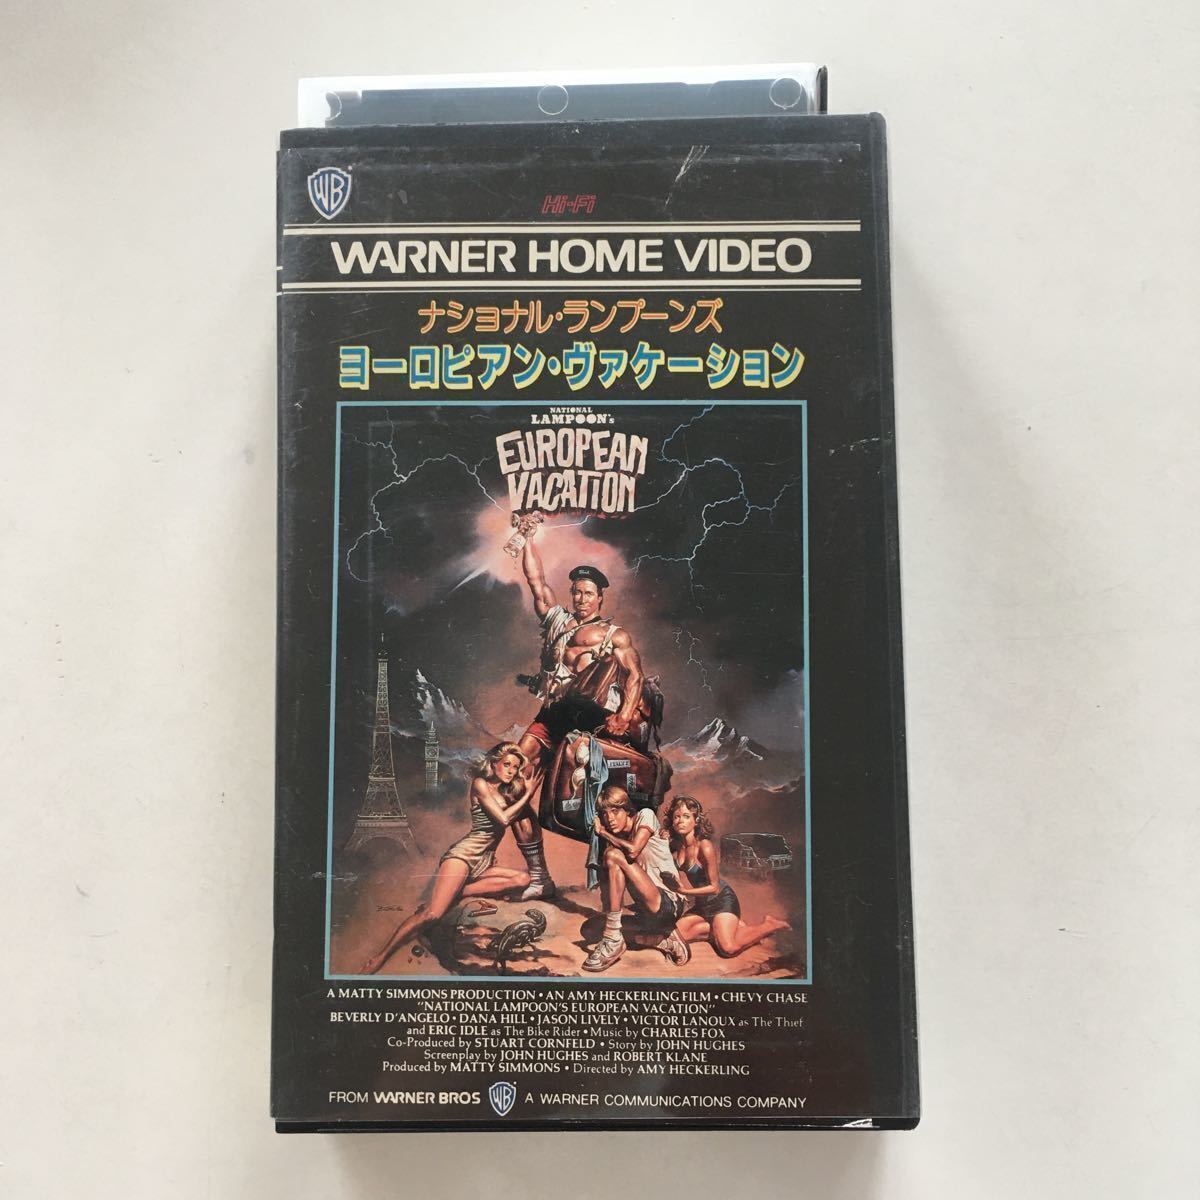 WB
Hi-Fi
WARNER HOME VIDEO
ナショナル・ランプーンズ
ヨーロピアン・ヴァケーション
NATIONAL
LAMPOON's
EUROPEAN
VACATION
A MATTY SIMMONS PRODUCTION • AN AMY HECKERLING FILM • CHEVY CHASE
"NATIONAL LAMPOON'S EUROPEAN VACATION"
BEVERLY D'ANGELO • DANA HILL • JASON LIVELY • VICTOR LANOUX as The Thief
and ERIC IDLE as The Bike Rider • Music by CHARLES FOX
Co-Produced by STUART CORNFELD • Story by JOHN HUGHES
Screenplay by JOHN HUGHES and ROBERT KLANE
Produced by MATTY SIMMONS • Directed by AMY HECKERLING
FROM WARNER BROS WB A WARNER COMMUNICATIONS COMPANY